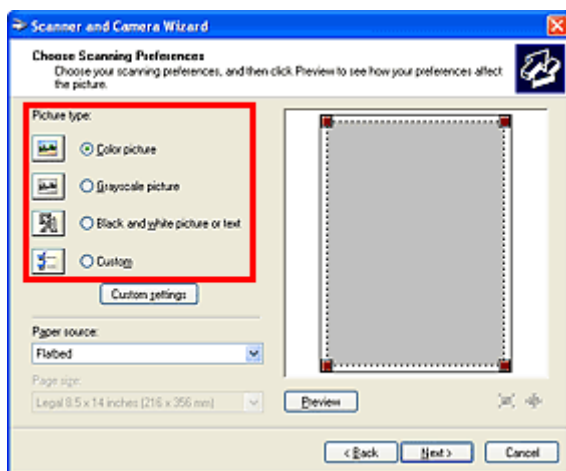 Scanner and Camera Wizard
Choose Scanning Preferences
Choose your scanning preferences, and then click Preview to see how your preferences affect
the picture.
Picture type:
Color picture
Grayscale picture
Black and white picture or text
Custom
Custom settings
Paper source:
Flatbed
Page size:
Legal 8.5 x 14 inches (216 x 356 mm)
Preview
< Back
Next >
Cancel